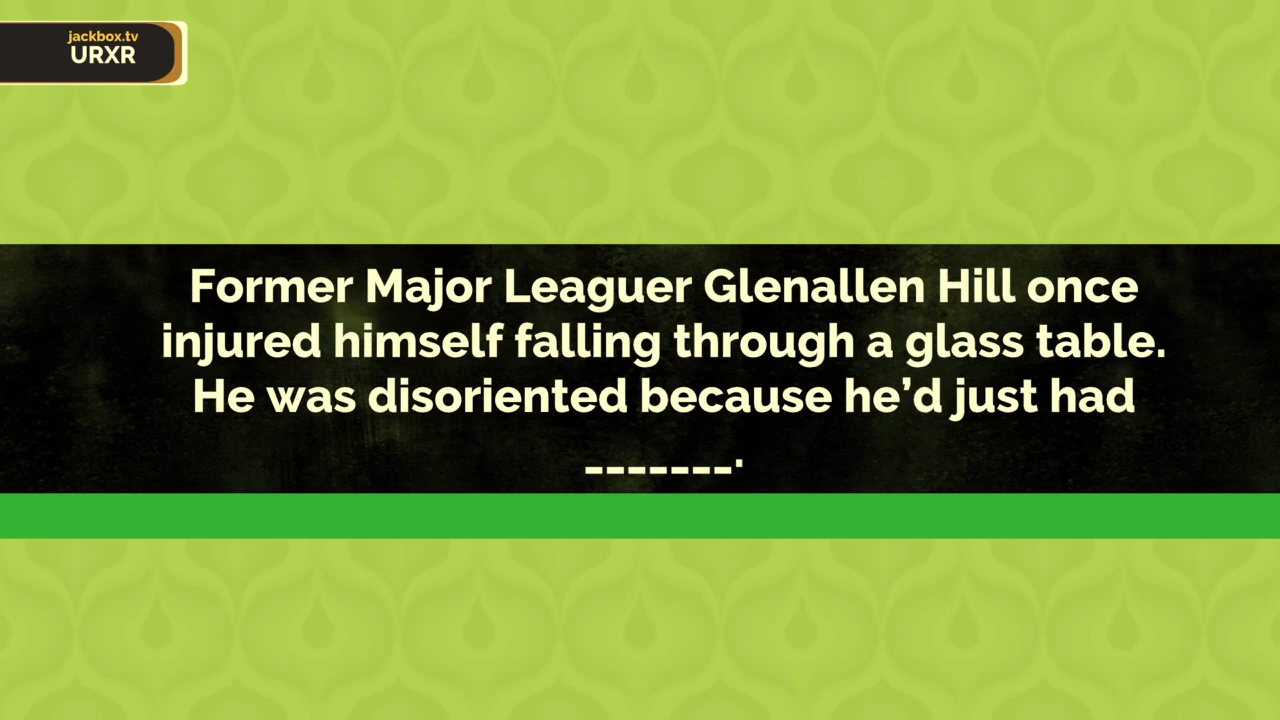 jackbox.tv
URXR
Former Major Leaguer Glenallen Hill once
injured himself falling through a glass table.
He was disoriented because he’d just had
_______.